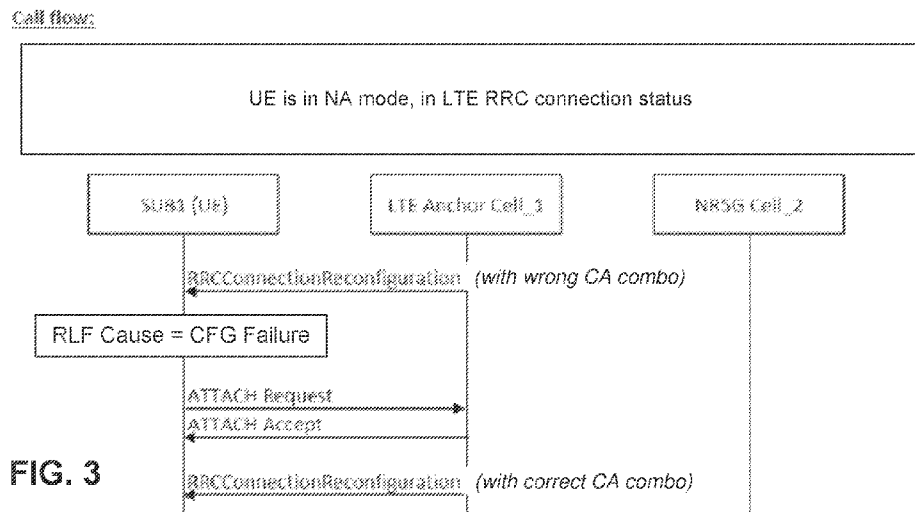 Call flow:
UE is in NA mode, in LTE RRC connection status
SUB1 (UE)
LTE Anchor Cell_1
NR5G Cell_2
RRCConnectionReconfiguration (with wrong CA combo)
RLF Cause = CFG Failure
ATTACH Request
ATTACH Accept
FIG. 3
RRCConnectionReconfiguration (with correct CA combo)